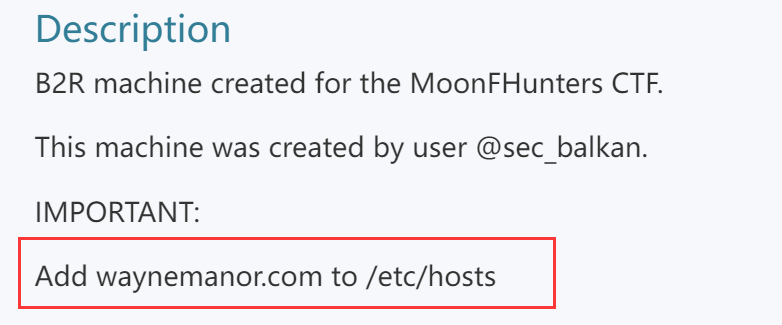 Description
B2R machine created for the MoonFHunters CTF.
This machine was created by user @sec_balkan.
IMPORTANT:
Add waynemanor.com to /etc/hosts